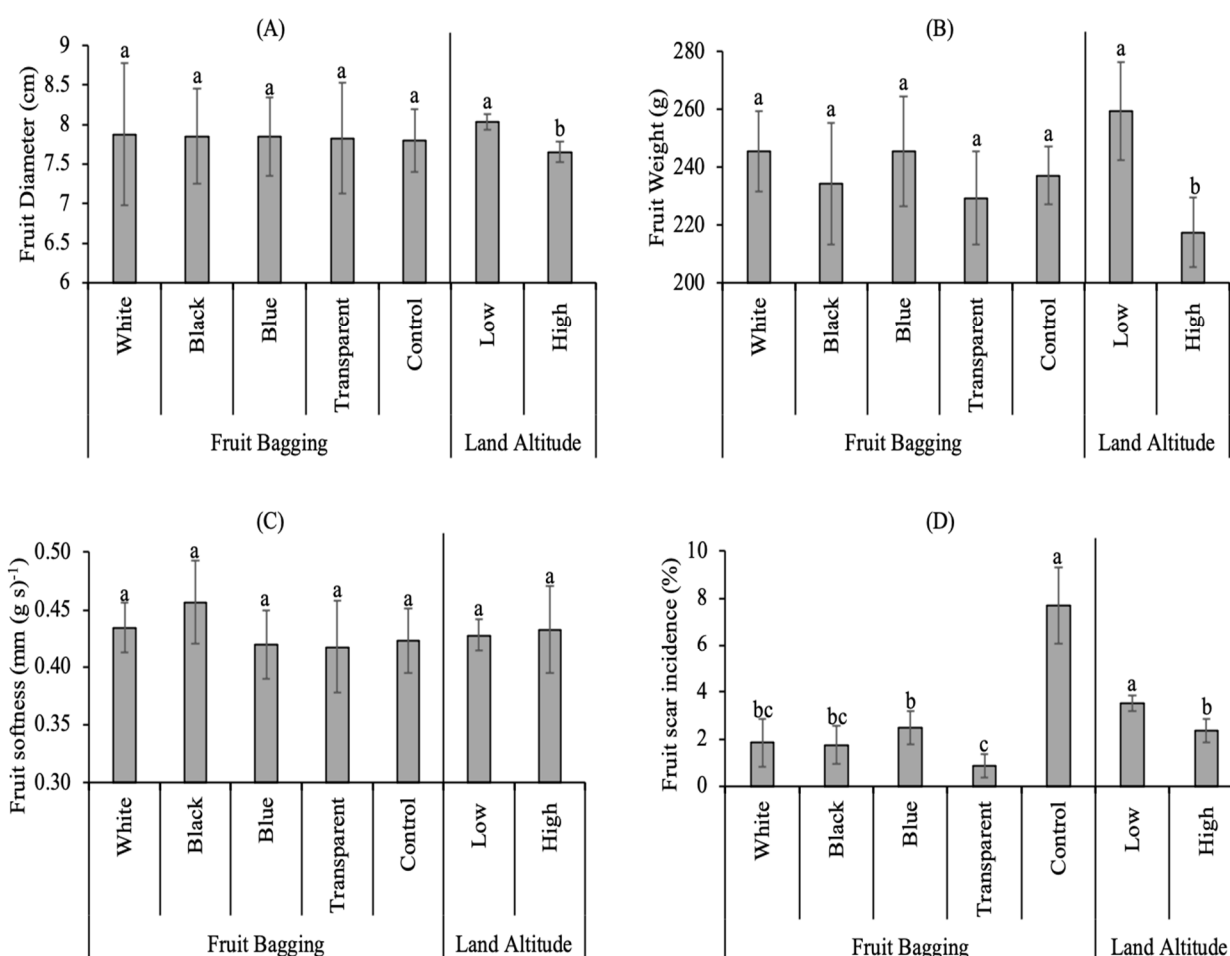 (A)
Fruit Diameter (cm)
9
8.5
8
7.5
7
6.5
6
a a a a a a b
White Black Blue Transparent Control Low High
Fruit Bagging Land Altitude
(B)
Fruit Weight (g)
280
260
240
220
200
a a a a a a b
White Black Blue Transparent Control Low High
Fruit Bagging Land Altitude
(C)
Fruit softness (mm (g s)⁻¹)
0.50
0.45
0.40
0.35
0.30
a a a a a a a
White Black Blue Transparent Control Low High
Fruit Bagging Land Altitude
(D)
Fruit scar incidence (%)
10
8
6
4
2
0
bc bc b c a a b
White Black Blue Transparent Control Low High
Fruit Bagging Land Altitude